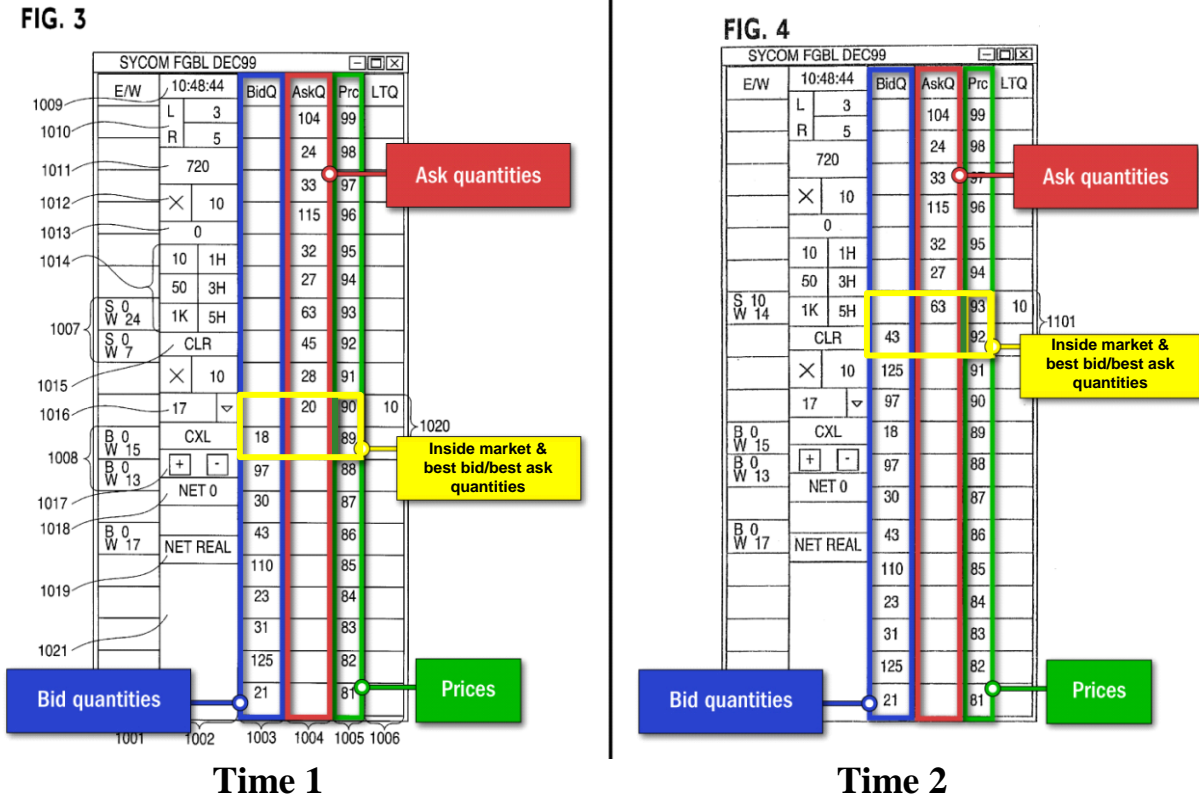 FIG. 3
SYCOM FGBL DEC99
E/W 10:48:44 BidQ AskQ Prc LTQ
1009
L 3 104 99
1010
R 5
24 98
1011 720
33 97
Ask quantities
1012 10
115 96
1013 0
32 95
1014 10 1H
27 94
50 3H
S 0 W 24 1K 5H 63 93
1007
S 0 W 7 CLR 45 92
1015 10 28 91
1016 17 20 90 10
1020
B 0 W 15 CXL 18 89
Inside market &
best bid/best ask
quantities
1008
B 0 W 13 + - 97 88
1017 NET 0 30 87
1018
B 0 W 17 NET REAL 43 86
1019 110 85
23 84
31 83
1021
125 82
21 81
Bid quantities
Prices
1001 1002 1003 1004 1005 1006
Time 1
FIG. 4
SYCOM FGBL DEC99
E/W 10:48:44 BidQ AskQ Prc LTQ
L 3 104 99
R 5
24 98
720
33 97
Ask quantities
10 115 96
0
32 95
10 1H
27 94
50 3H
S 10 W 14 1K 5H 63 93 10
1101
CLR 43 92
Inside market &
best bid/best ask
quantities
10 125 91
17 97 90
B 0 W 15 CXL 18 89
B 0 W 13 + - 97 88
NET 0 30 87
B 0 W 17 NET REAL 43 86
110 85
23 84
31 83
125 82
21 81
Bid quantities
Prices
Time 2